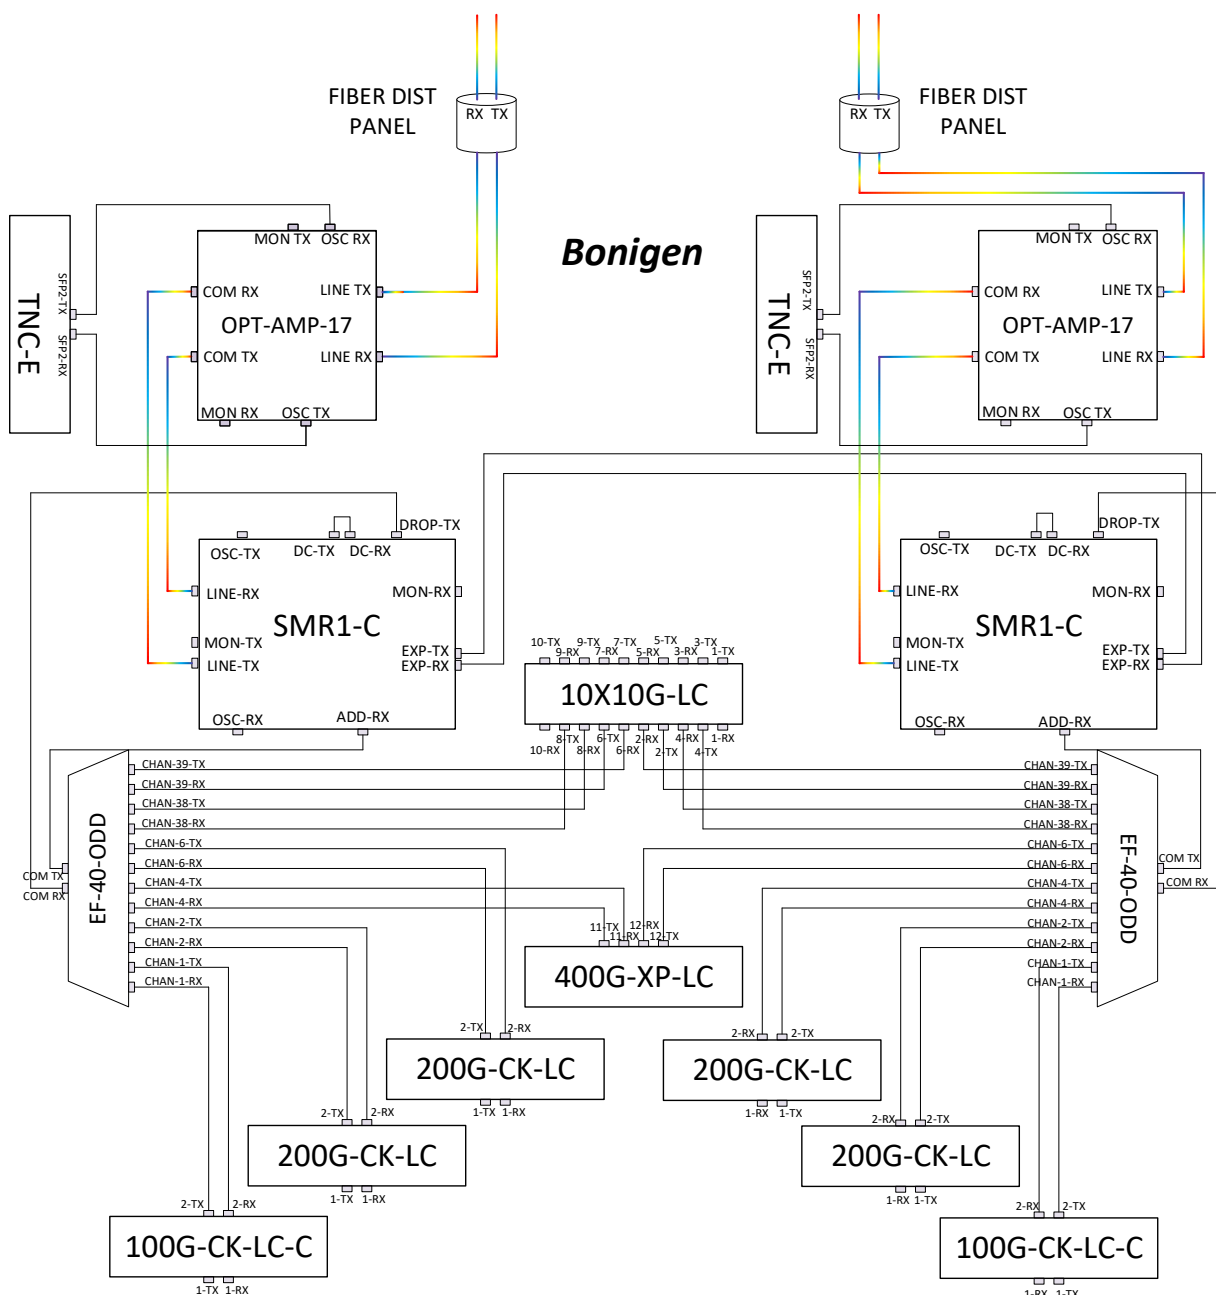 FIBER DIST
PANEL
RX TX
FIBER DIST
PANEL
RX TX
Bonigen
TNC-E
SFP2-TX
SFP2-RX
MON TX
OSC RX
COM RX
LINE TX
OPT-AMP-17
COM TX
LINE RX
MON RX
OSC TX
TNC-E
SFP2-TX
SFP2-RX
MON TX
OSC RX
COM RX
LINE TX
OPT-AMP-17
COM TX
LINE RX
MON RX
OSC TX
DROP-TX
OSC-TX
DC-TX
DC-RX
LINE-RX
MON-RX
SMR1-C
MON-TX
EXP-TX
LINE-TX
EXP-RX
OSC-RX
ADD-RX
DROP-TX
OSC-TX
DC-TX
DC-RX
LINE-RX
MON-RX
SMR1-C
MON-TX
EXP-TX
LINE-TX
EXP-RX
OSC-RX
ADD-RX
10-TX
9-TX
7-TX
5-TX
3-TX
9-RX
7-RX
5-RX
3-RX
1-TX
10X10G-LC
8-TX
6-TX
2-RX
4-RX
1-RX
10-RX
8-RX
6-RX
2-TX
4-TX
EF-40-ODD
COM TX
COM RX
CHAN-39-TX
CHAN-39-RX
CHAN-38-TX
CHAN-38-RX
CHAN-6-TX
CHAN-6-RX
CHAN-4-TX
CHAN-4-RX
CHAN-2-TX
CHAN-2-RX
CHAN-1-TX
CHAN-1-RX
CHAN-39-TX
CHAN-39-RX
CHAN-38-TX
CHAN-38-RX
CHAN-6-TX
CHAN-6-RX
CHAN-4-TX
CHAN-4-RX
CHAN-2-TX
CHAN-2-RX
CHAN-1-TX
CHAN-1-RX
EF-40-ODD
COM TX
COM RX
11-TX
12-RX
11-RX
12-TX
400G-XP-LC
2-TX
2-RX
200G-CK-LC
1-TX
1-RX
2-RX
2-TX
200G-CK-LC
1-RX
1-TX
2-TX
2-RX
200G-CK-LC
1-TX
1-RX
2-RX
2-TX
200G-CK-LC
1-RX
1-TX
2-TX
2-RX
100G-CK-LC-C
1-TX
1-RX
2-RX
2-TX
100G-CK-LC-C
1-RX
1-TX